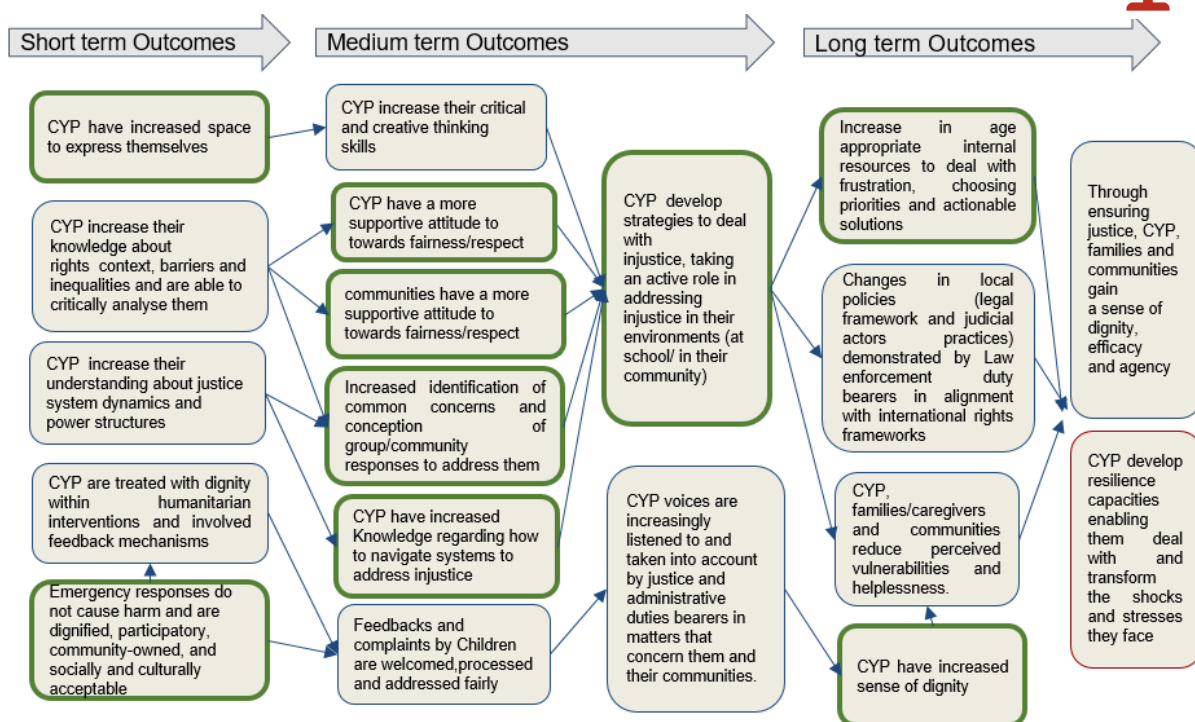 Short term Outcomes
Medium term Outcomes
Long term Outcomes
CYP have increased space
to express themselves
CYP increase their
knowledge about
rights context, barriers and
inequalities and are able to
critically analyse them
CYP increase their
understanding about justice
system dynamics and
power structures
CYP are treated with dignity
within humanitarian
interventions and involved
feedback mechanisms
Emergency responses do
not cause harm and are
dignified, participatory,
community-owned, and
socially and culturally
acceptable
CYP increase their critical
and creative thinking
skills
CYP have a more
supportive attitude to
towards fairness/respect
communities have a more
supportive attitude to
towards fairness/respect
Increased identification of
common concerns and
conception of
group/community
responses to address them
CYP have increased
Knowledge regarding how
to navigate systems to
address injustice
Feedbacks and
complaints by Children
are welcomed,processed
and addressed fairly
CYP develop
strategies to deal
with
injustice, taking
an active role in
addressing
injustice in their
environments (at
school/ in their
community)
CYP voices are
increasingly
listened to and
taken into account
by justice and
administrative
duties bearers in
matters that
concern them and
their communities.
Increase in age
appropriate internal
resources to deal with
frustration, choosing
priorities and actionable
solutions
Changes in local
policies (legal
framework and judicial
actors practices)
demonstrated by Law
enforcement duty
bearers in alignment
with international rights
frameworks
CYP,
families/caregivers
and communities
reduce perceived
vulnerabilities and
helplessness.
CYP have increased
sense of dignity
Through
ensuring
justice, CYP,
families and
communities
gain
a sense of
dignity,
efficacy
and agency
CYP develop
resilience
capacities
enabling
them deal
with and
transform
the shocks
and stresses
they face